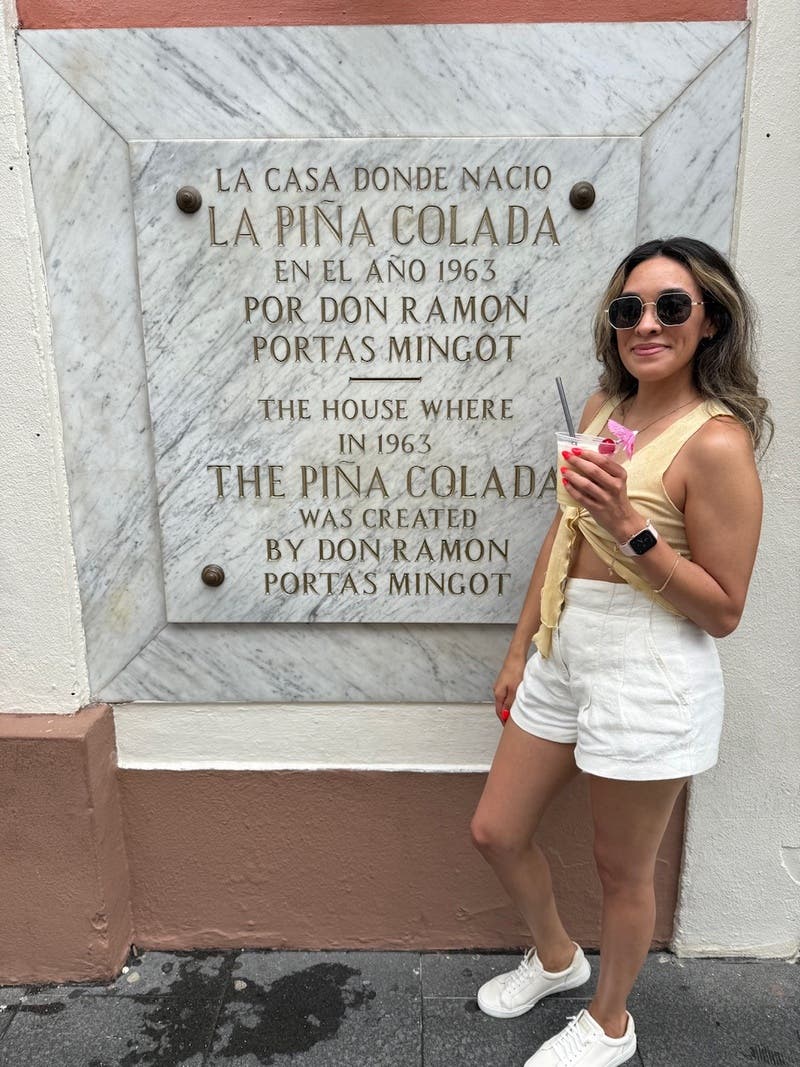 LA CASA DONDE NACIO
LA PIÑA COLADA
EN EL AÑO 1963
POR DON RAMON
PORTAS MINGOT
THE HOUSE WHERE
IN 1963
THE PIÑA COLADA
WAS CREATED
BY DON RAMON
PORTAS MINGOT